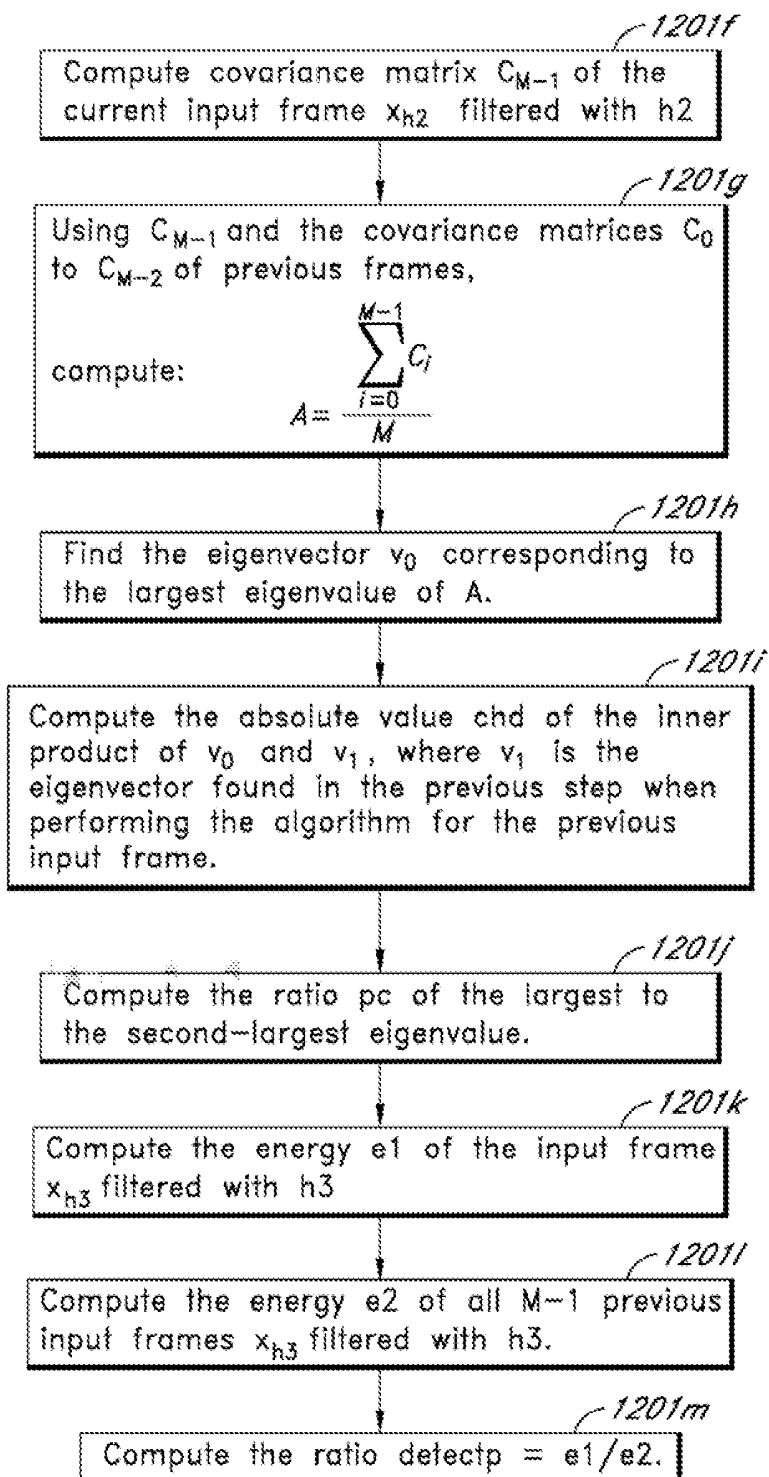 1201f
Compute covariance matrix C_{M-1} of the
current input frame x_{h2} filtered with h2
1201g
Using C_{M-1} and the covariance matrices C_0
to C_{M-2} of previous frames,
compute:
A = \frac{\sum_{i=0}^{M-1} C_i}{M}
1201h
Find the eigenvector v_0 corresponding to
the largest eigenvalue of A.
1201i
Compute the absolute value chd of the inner
product of v_0 and v_1, where v_1 is the
eigenvector found in the previous step when
performing the algorithm for the previous
input frame.
1201j
Compute the ratio pc of the largest to
the second-largest eigenvalue.
1201k
Compute the energy e1 of the input frame
x_{h3} filtered with h3
1201l
Compute the energy e2 of all M-1 previous
input frames x_{h3} filtered with h3.
1201m
Compute the ratio detectp = e1/e2.